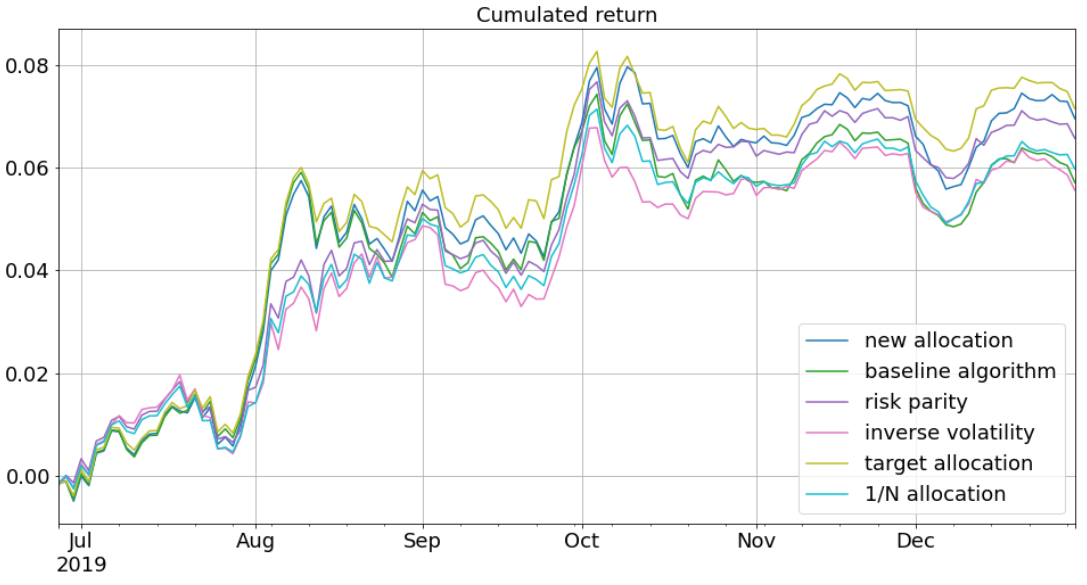 Cumulated return
0.08
0.06
0.04
0.02
0.00
Jul Aug Sep Oct Nov Dec
2019
new allocation
baseline algorithm
risk parity
inverse volatility
target allocation
1/N allocation